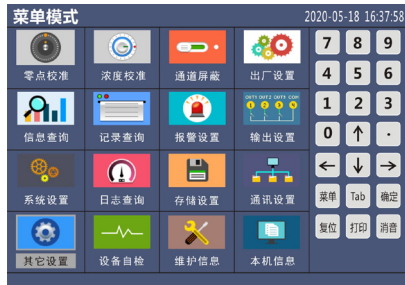 菜单模式 2020-05-18 16:37:58
零点校准 浓度校准 通道屏蔽 出厂设置
信息查询 记录查询 报警设置 输出设置
系统设置 日志查询 存储设置 通讯设置
其它设置 设备自检 维护信息 本机信息
7 8 9
4 5 6
1 2 3
0 ↑ ·
← ↓ →
菜单 Tab 确定
复位 打印 消音